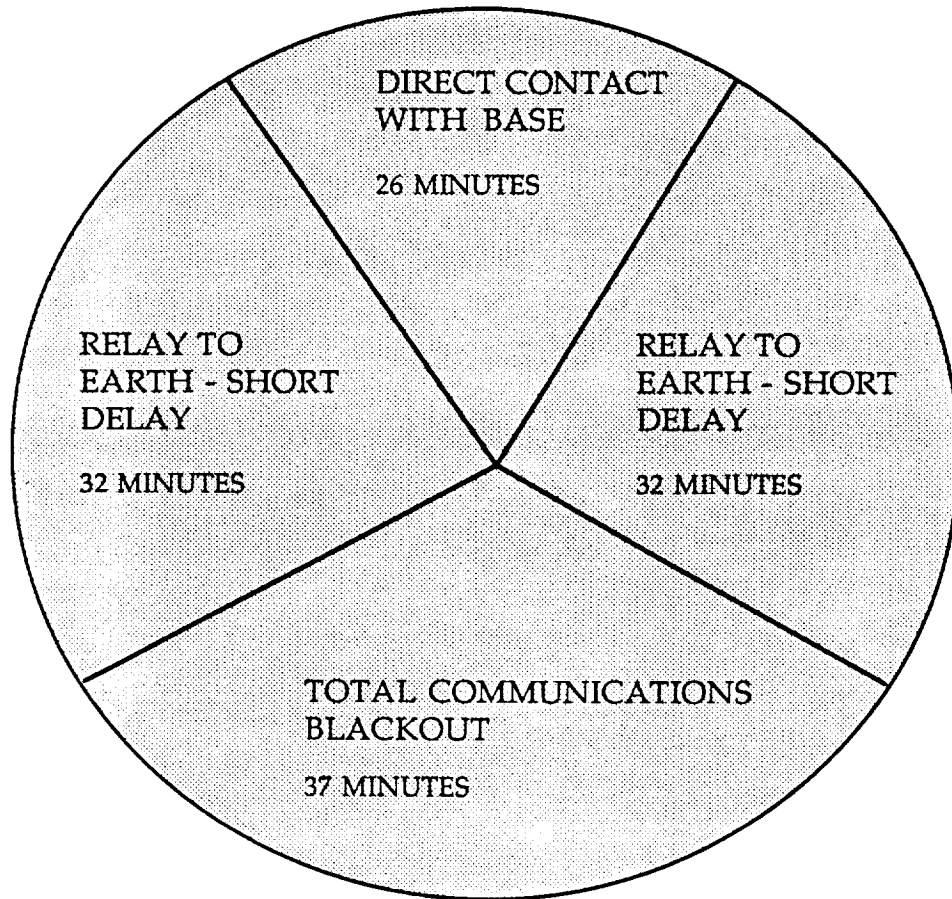 DIRECT CONTACT
WITH BASE
26 MINUTES
RELAY TO
EARTH - SHORT
DELAY
32 MINUTES
RELAY TO
EARTH - SHORT
DELAY
32 MINUTES
TOTAL COMMUNICATIONS
BLACKOUT
37 MINUTES